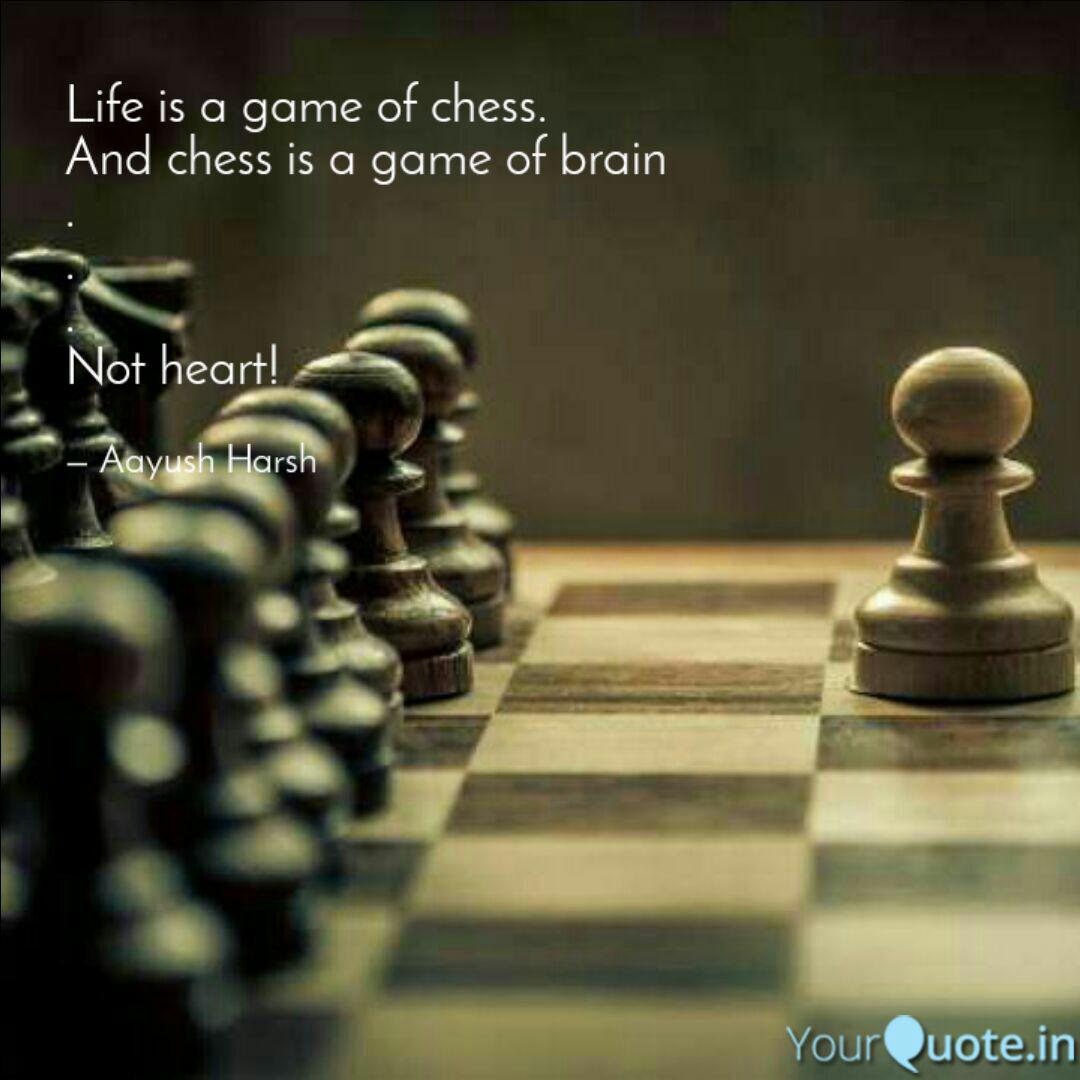 Life is a game of chess.
And chess is a game of brain
.
.
.
Not heart!
– Aayush Harsh
YourQuote.in